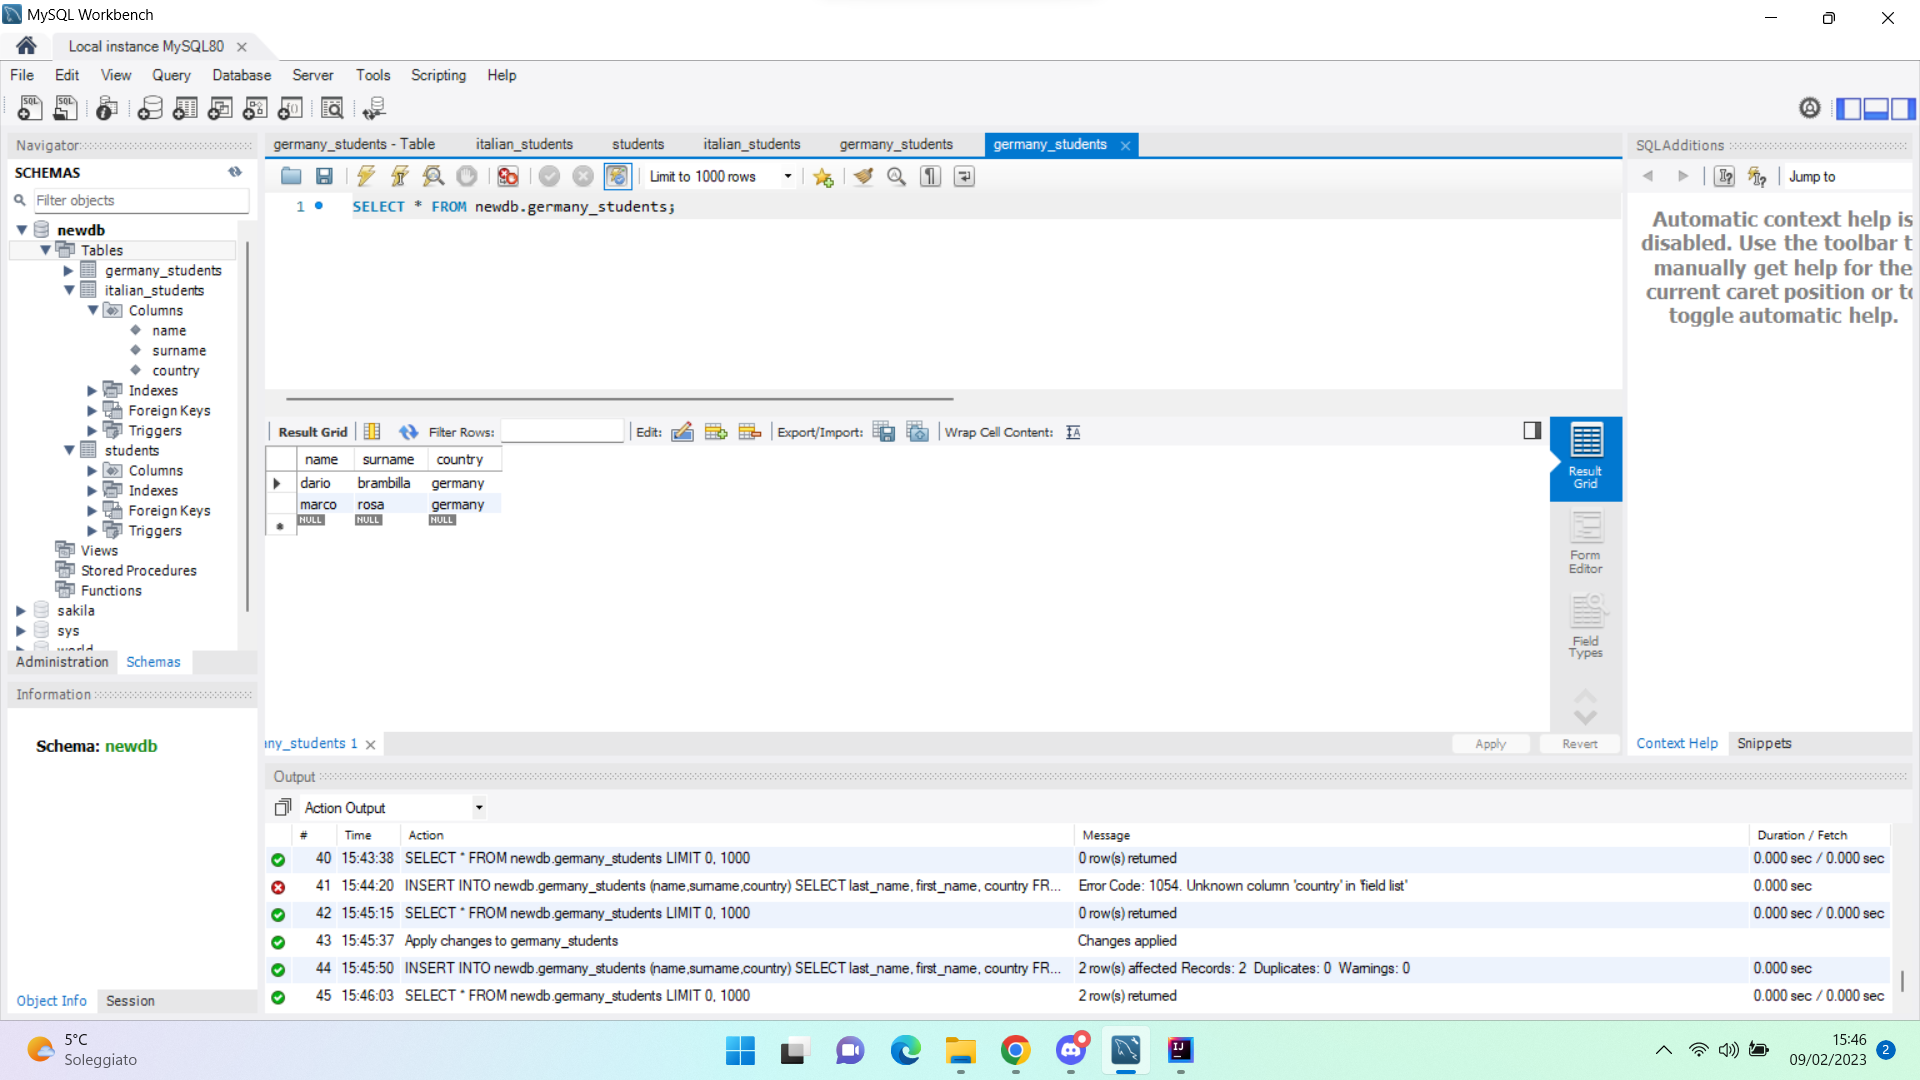 MySQL Workbench
Local instance MySQL80
File Edit View Query Database Server Tools Scripting Help
Navigator
germany_students - Table italian_students students italian_students germany_students germany_students
SQLAdditions
SCHEMAS
Limit to 1000 rows
Jump to
Filter objects
1 SELECT * FROM newdb.germany_students;
newdb
Tables
germany_students
italian_students
Columns
name
surname
country
Indexes
Foreign Keys
Triggers
students
Columns
Indexes
Foreign Keys
Triggers
Views
Stored Procedures
Functions
sakila
sys
world
Administration Schemas
Information
Schema: newdb
Object Info Session
Automatic context help is
disabled. Use the toolbar t
manually get help for the
current caret position or to
toggle automatic help.
Result Grid Filter Rows: Edit: Export/Import: Wrap Cell Content:
name surname country
dario brambilla germany
marco rosa germany
NULL NULL NULL
Result
Grid
Form
Editor
Field
Types
ny_students 1
Apply Revert
Context Help Snippets
Output
Action Output
# Time Action Message Duration / Fetch
40 15:43:38 SELECT * FROM newdb.germany_students LIMIT 0, 1000 0 row(s) returned 0.000 sec / 0.000 sec
41 15:44:20 INSERT INTO newdb.germany_students (name,surname,country) SELECT last_name, first_name, country FR... Error Code: 1054. Unknown column 'country' in 'field list' 0.000 sec
42 15:45:15 SELECT * FROM newdb.germany_students LIMIT 0, 1000 0 row(s) returned 0.000 sec / 0.000 sec
43 15:45:37 Apply changes to germany_students Changes applied
44 15:45:50 INSERT INTO newdb.germany_students (name,surname,country) SELECT last_name, first_name, country FR... 2 row(s) affected Records: 2 Duplicates: 0 Warnings: 0 0.000 sec
45 15:46:03 SELECT * FROM newdb.germany_students LIMIT 0, 1000 2 row(s) returned 0.000 sec / 0.000 sec
5°C
Soleggiato
15:46
09/02/2023
2